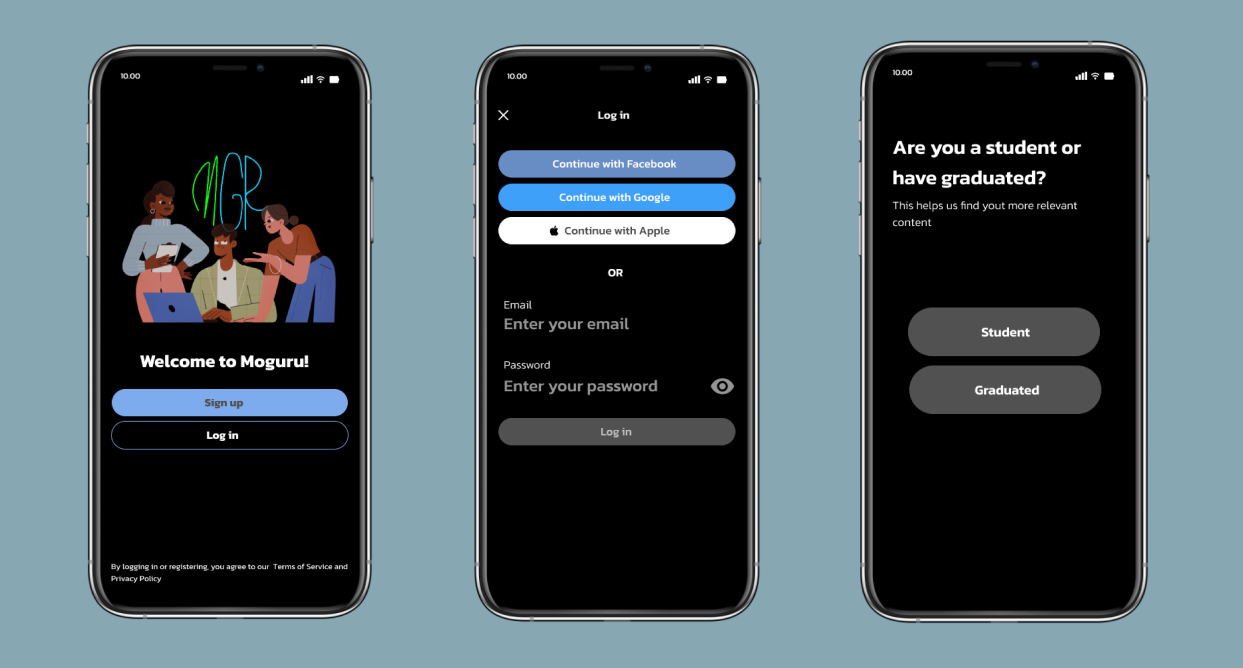 10.00
MGR
Welcome to Moguru!
Sign up
Log in
By logging in or registering, you agree to our Terms of Service and
Privacy Policy
10.00
Log in
Continue with Facebook
Continue with Google
Continue with Apple
OR
Email
Enter your email
Password
Enter your password
Log in
10.00
Are you a student or
have graduated?
This helps us find yout more relevant
content
Student
Graduated